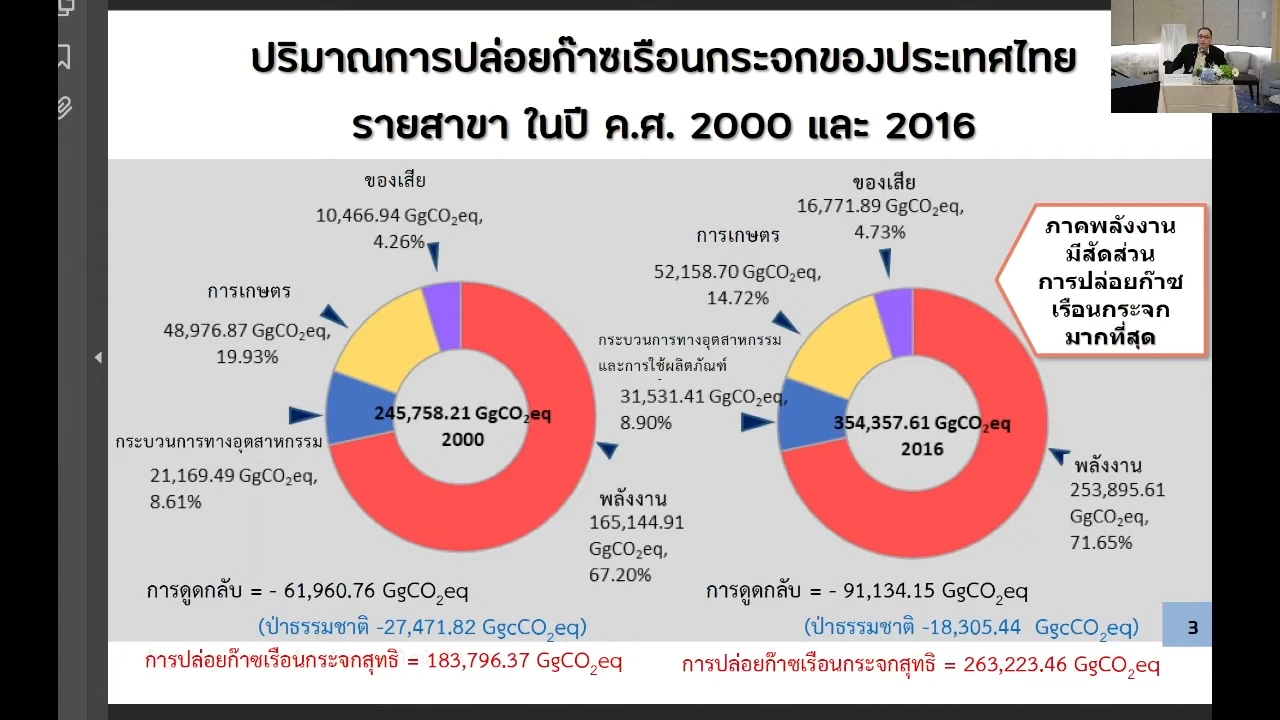 ปริมาณการปล่อยก๊าซเรือนกระจกของประเทศไทย
รายสาขา ในปี ค.ศ. 2000 และ 2016
ของเสีย
10,466.94 GgCO2eq,
4.26%
การเกษตร
48,976.87 GgCO2eq,
19.93%
กระบวนการทางอุตสาหกรรม
21,169.49 GgCO2eq,
8.61%
245,758.21 GgCO2eq
2000
พลังงาน
165,144.91
GgCO2eq,
67.20%
การดูดกลับ = - 61,960.76 GgCO2eq
(ป่าธรรมชาติ -27,471.82 GgcCO2eq)
การปล่อยก๊าซเรือนกระจกสุทธิ = 183,796.37 GgCO2eq
ของเสีย
16,771.89 GgCO2eq,
4.73%
การเกษตร
52,158.70 GgCO2eq,
14.72%
กระบวนการทางอุตสาหกรรม
และการใช้ผลิตภัณฑ์
31,531.41 GgCO2eq,
8.90%
354,357.61 GgCO2eq
2016
พลังงาน
253,895.61
GgCO2eq,
71.65%
ภาคพลังงาน
มีสัดส่วน
การปล่อยก๊าซ
เรือนกระจก
มากที่สุด
การดูดกลับ = - 91,134.15 GgCO2eq
(ป่าธรรมชาติ -18,305.44 GgcCO2eq)
3
การปล่อยก๊าซเรือนกระจกสุทธิ = 263,223.46 GgCO2eq